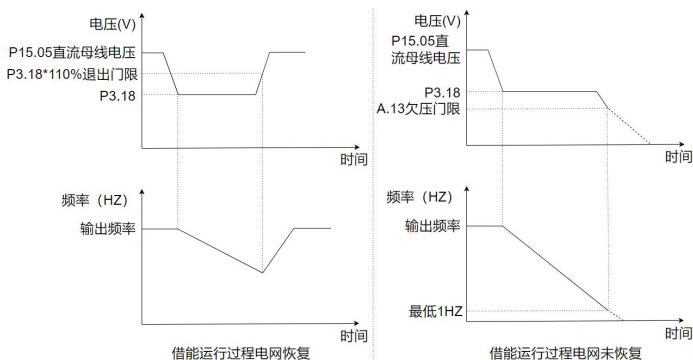 电压(V)
P15.05直流母线电压
P3.18*110%退出门限
P3.18
时间
频率（HZ）
输出频率
时间
借能运行过程电网恢复
电压(V)
P15.05直
流母线电压
P3.18
A.13欠压门限
时间
频率（HZ）
输出频率
最低1HZ
时间
借能运行过程电网未恢复